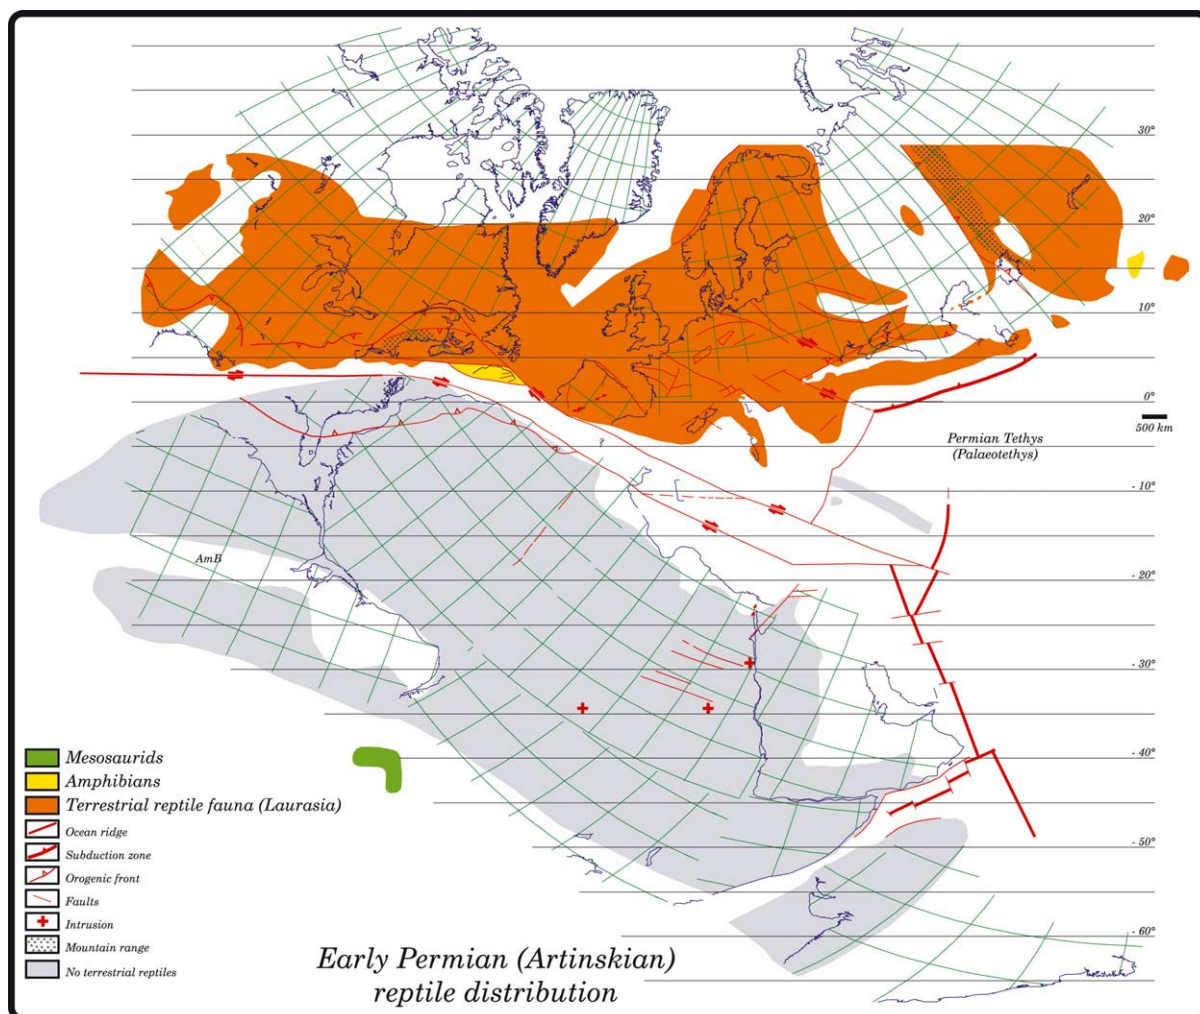 30°
20°
10°
0°
500 km
Permian Tethys
(Palaeotethys)
?
- 10°
AmB
- 20°
- 30°
- 40°
- 50°
- 60°
Mesosaurids
Amphibians
Terrestrial reptile fauna (Laurasia)
Ocean ridge
Subduction zone
Orogenic front
Faults
Intrusion
Mountain range
No terrestrial reptiles
Early Permian (Artinskian)
reptile distribution